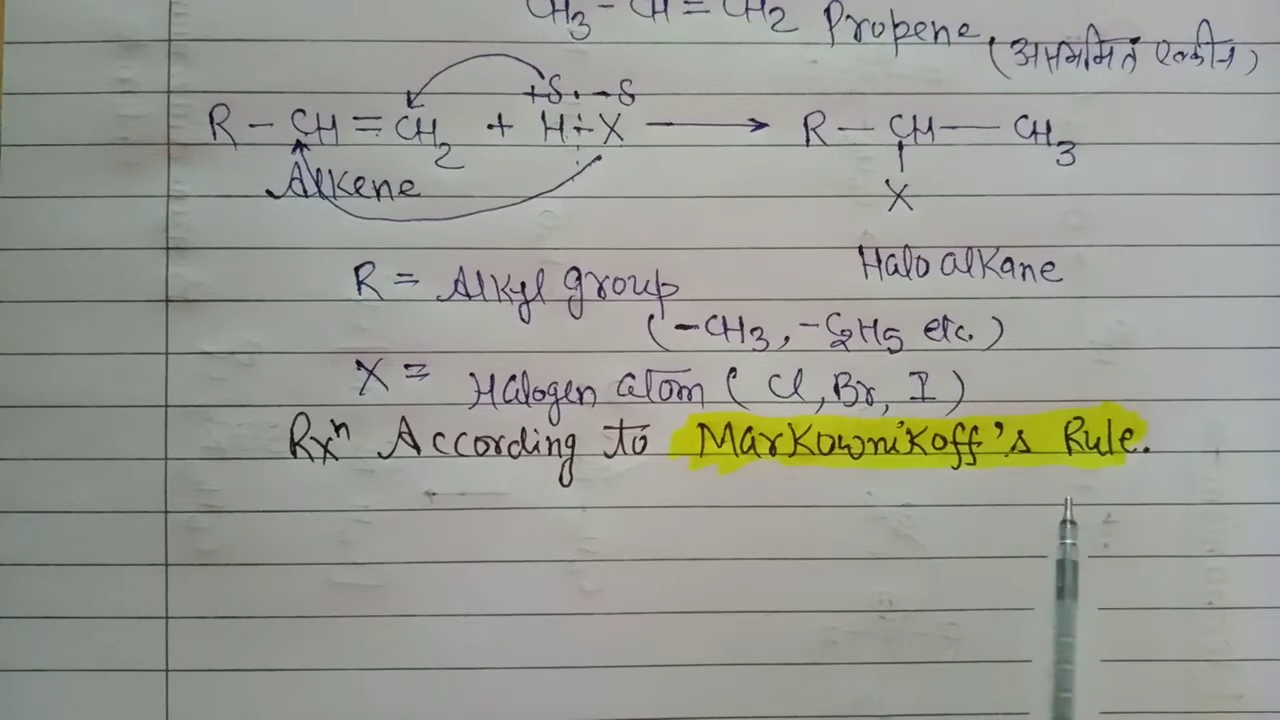 CH3 - CH = CH2 Propene (असममित एल्कीन)
+δ -δ
R - CH = CH2 + H - X ⟶ R - CH - CH3
Alkene
X
Halo alkane
R = Alkyl group
(-CH3, -C2H5 etc.)
X = Halogen atom (Cl, Br, I)
Rxⁿ According to Markownikoff's Rule.